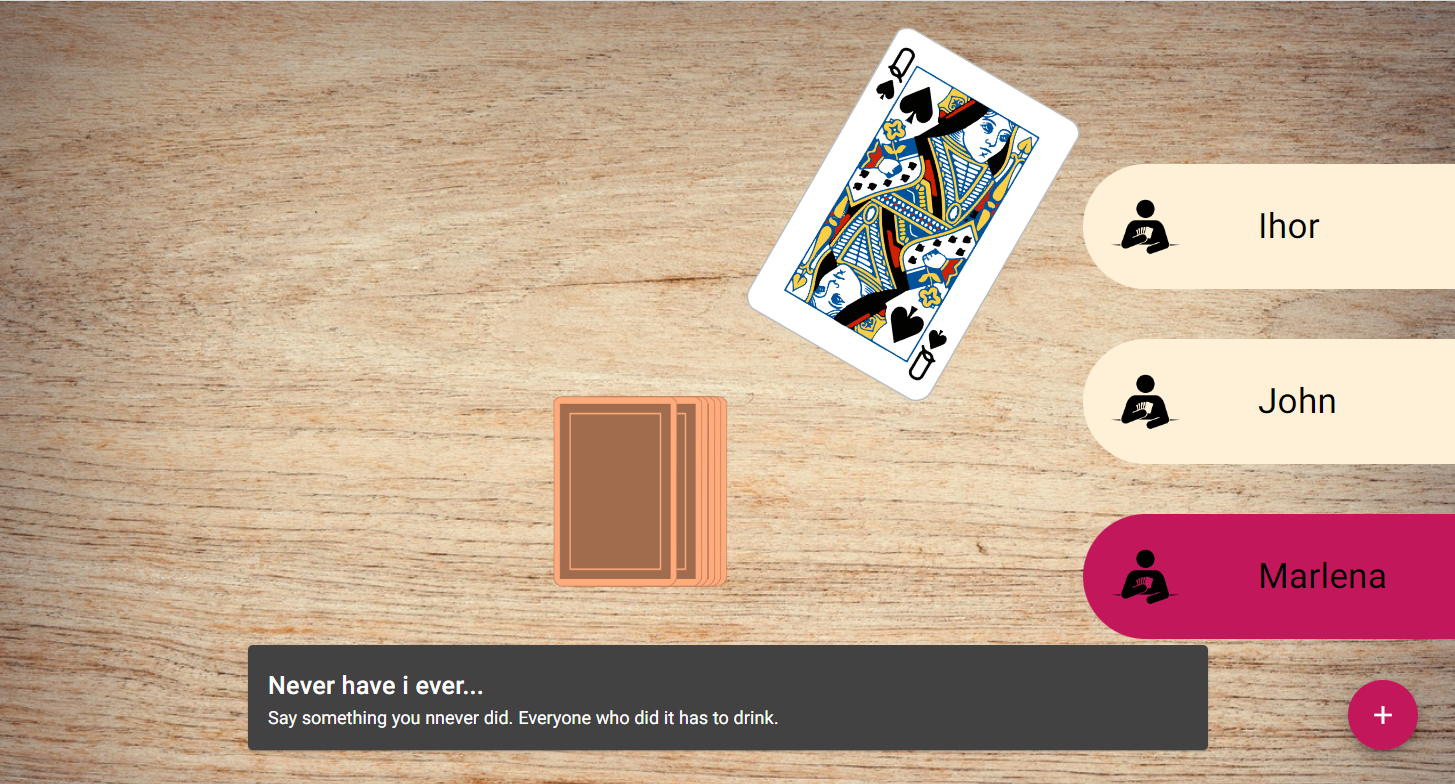 Q
Q
Ihor
John
Marlena
Never have i ever...
Say something you nnever did. Everyone who did it has to drink.
+